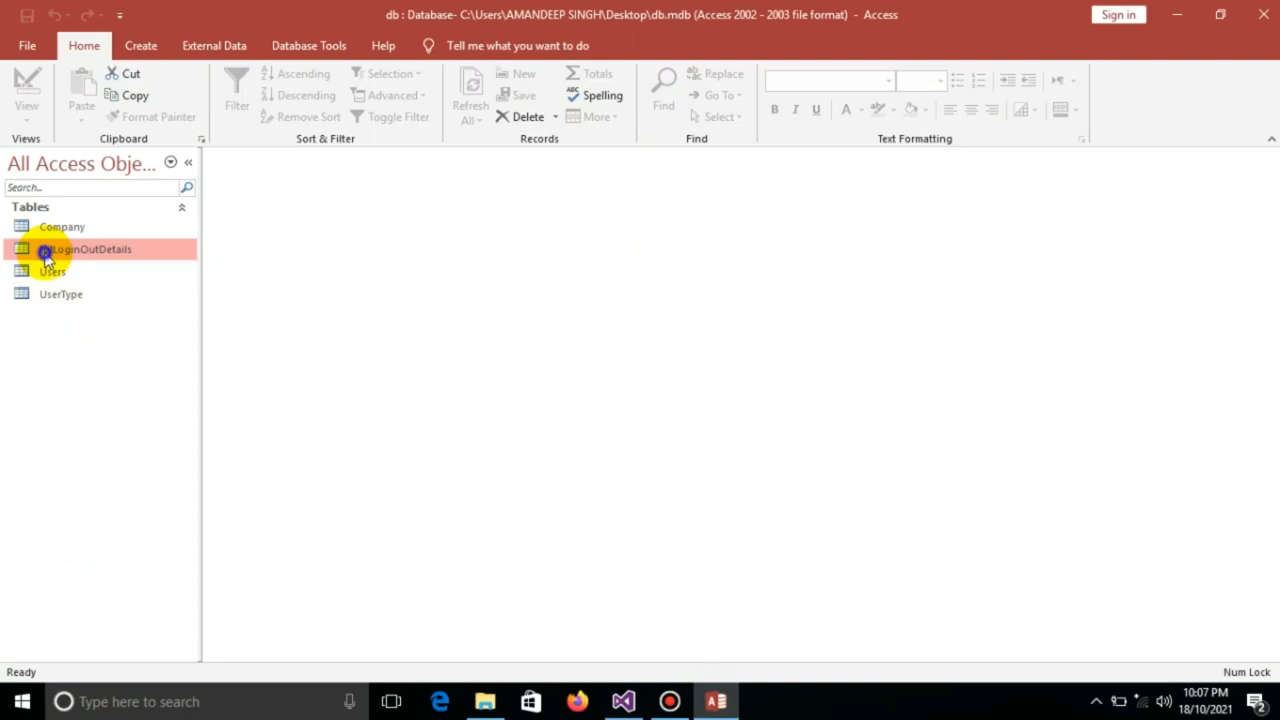 db : Database- C:\Users\AMANDEEP SINGH\Desktop\db.mdb (Access 2002 - 2003 file format) - Access
Sign in
File
Home
Create
External Data
Database Tools
Help
Tell me what you want to do
View
Views
Paste
Cut
Copy
Format Painter
Clipboard
Filter
Ascending
Descending
Remove Sort
Selection
Advanced
Toggle Filter
Sort & Filter
Refresh
All
New
Save
Delete
Totals
Spelling
More
Records
Find
Replace
Go To
Select
Find
B I U A
Text Formatting
All Access Obje...
Search...
Tables
Company
LoginOutDetails
Users
UserType
Ready
Num Lock
Type here to search
10:07 PM
18/10/2021
2